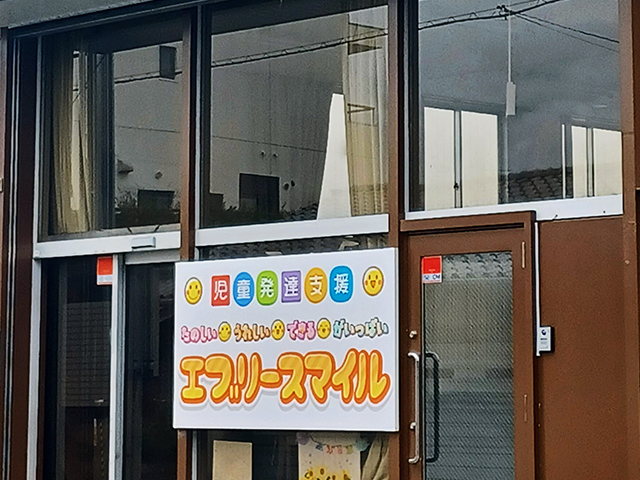 児童発達支援
たのしい うれしい できる がいっぱい
エブリースマイル